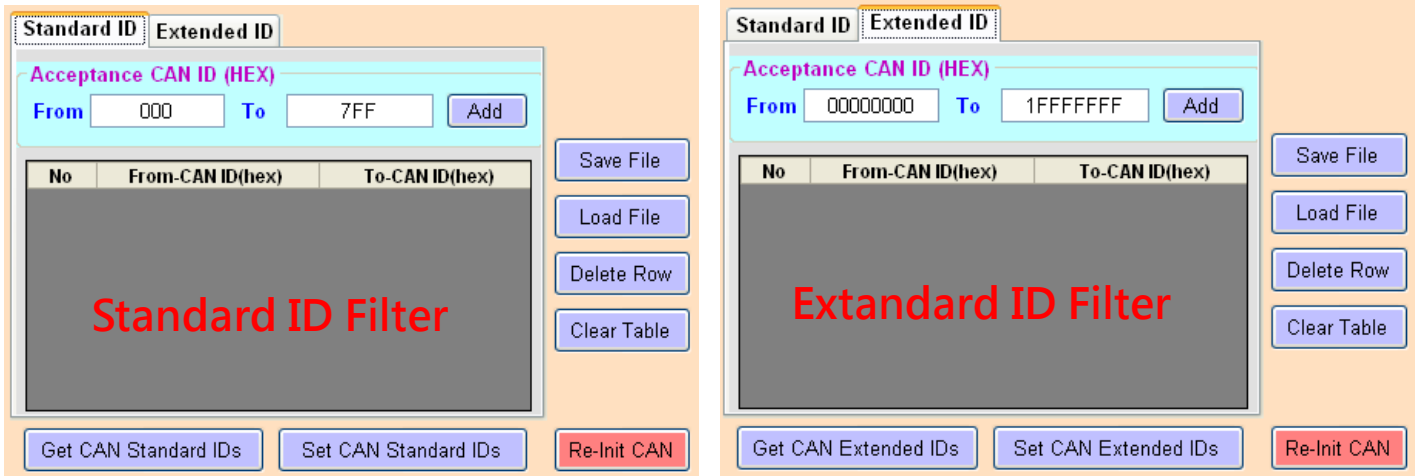 Standard ID Extended ID
Acceptance CAN ID (HEX)
From 000 To 7FF Add
No From-CAN ID(hex) To-CAN ID(hex)
Standard ID Filter
Save File
Load File
Delete Row
Clear Table
Get CAN Standard IDs Set CAN Standard IDs Re-Init CAN
Standard ID Extended ID
Acceptance CAN ID (HEX)
From 00000000 To 1FFFFFFF Add
No From-CAN ID(hex) To-CAN ID(hex)
Extandard ID Filter
Save File
Load File
Delete Row
Clear Table
Get CAN Extended IDs Set CAN Extended IDs Re-Init CAN